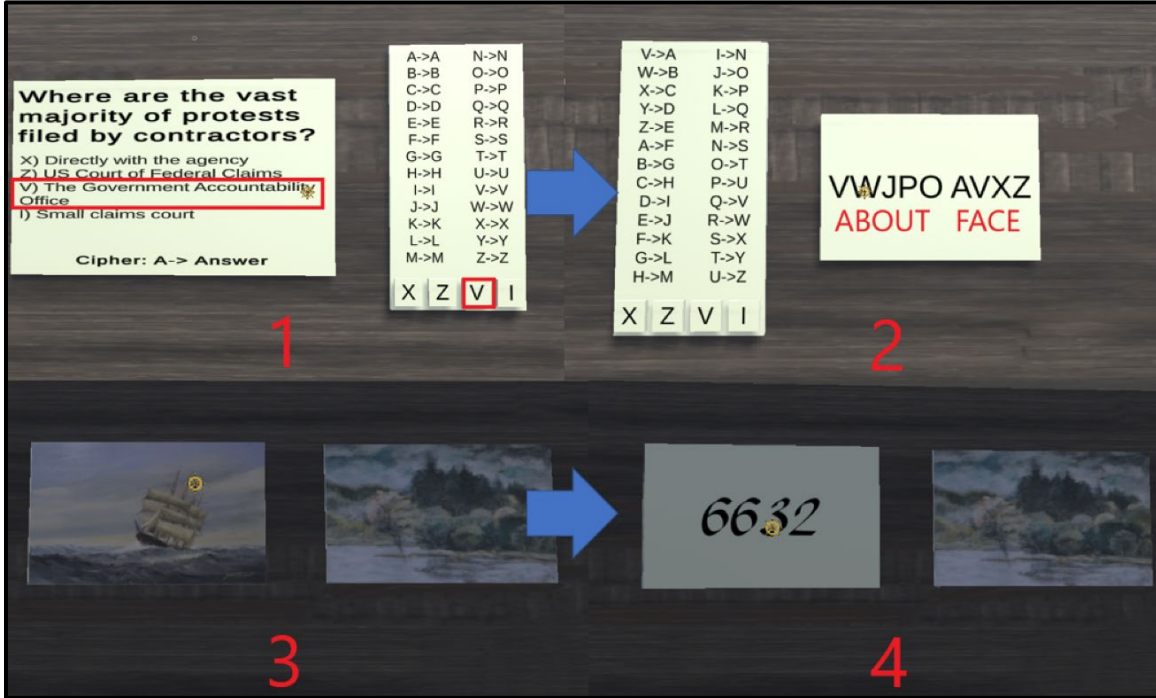 Where are the vast
majority of protests
filed by contractors?
X) Directly with the agency
Z) US Court of Federal Claims
V) The Government Accountability
Office
I) Small claims court
Cipher: A-> Answer
A->A N->N
B->B O->O
C->C P->P
D->D Q->Q
E->E R->R
F->F S->S
G->G T->T
H->H U->U
I->I V->V
J->J W->W
K->K X->X
L->L Y->Y
M->M Z->Z
X Z V I
1
V->A I->N
W->B J->O
X->C K->P
Y->D L->Q
Z->E M->R
A->F N->S
B->G O->T
C->H P->U
D->I Q->V
E->J R->W
F->K S->X
G->L T->Y
H->M U->Z
X Z V I
VWJPO AVXZ
ABOUT FACE
2
3
6632
4